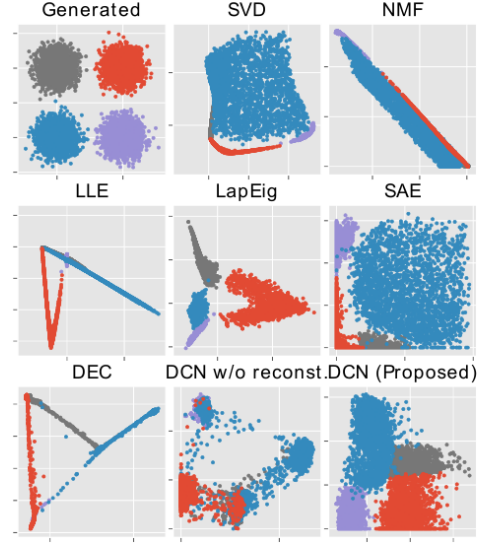 Generated SVD NMF
LLE LapEig SAE
DEC DCN w/o reconst. DCN (Proposed)